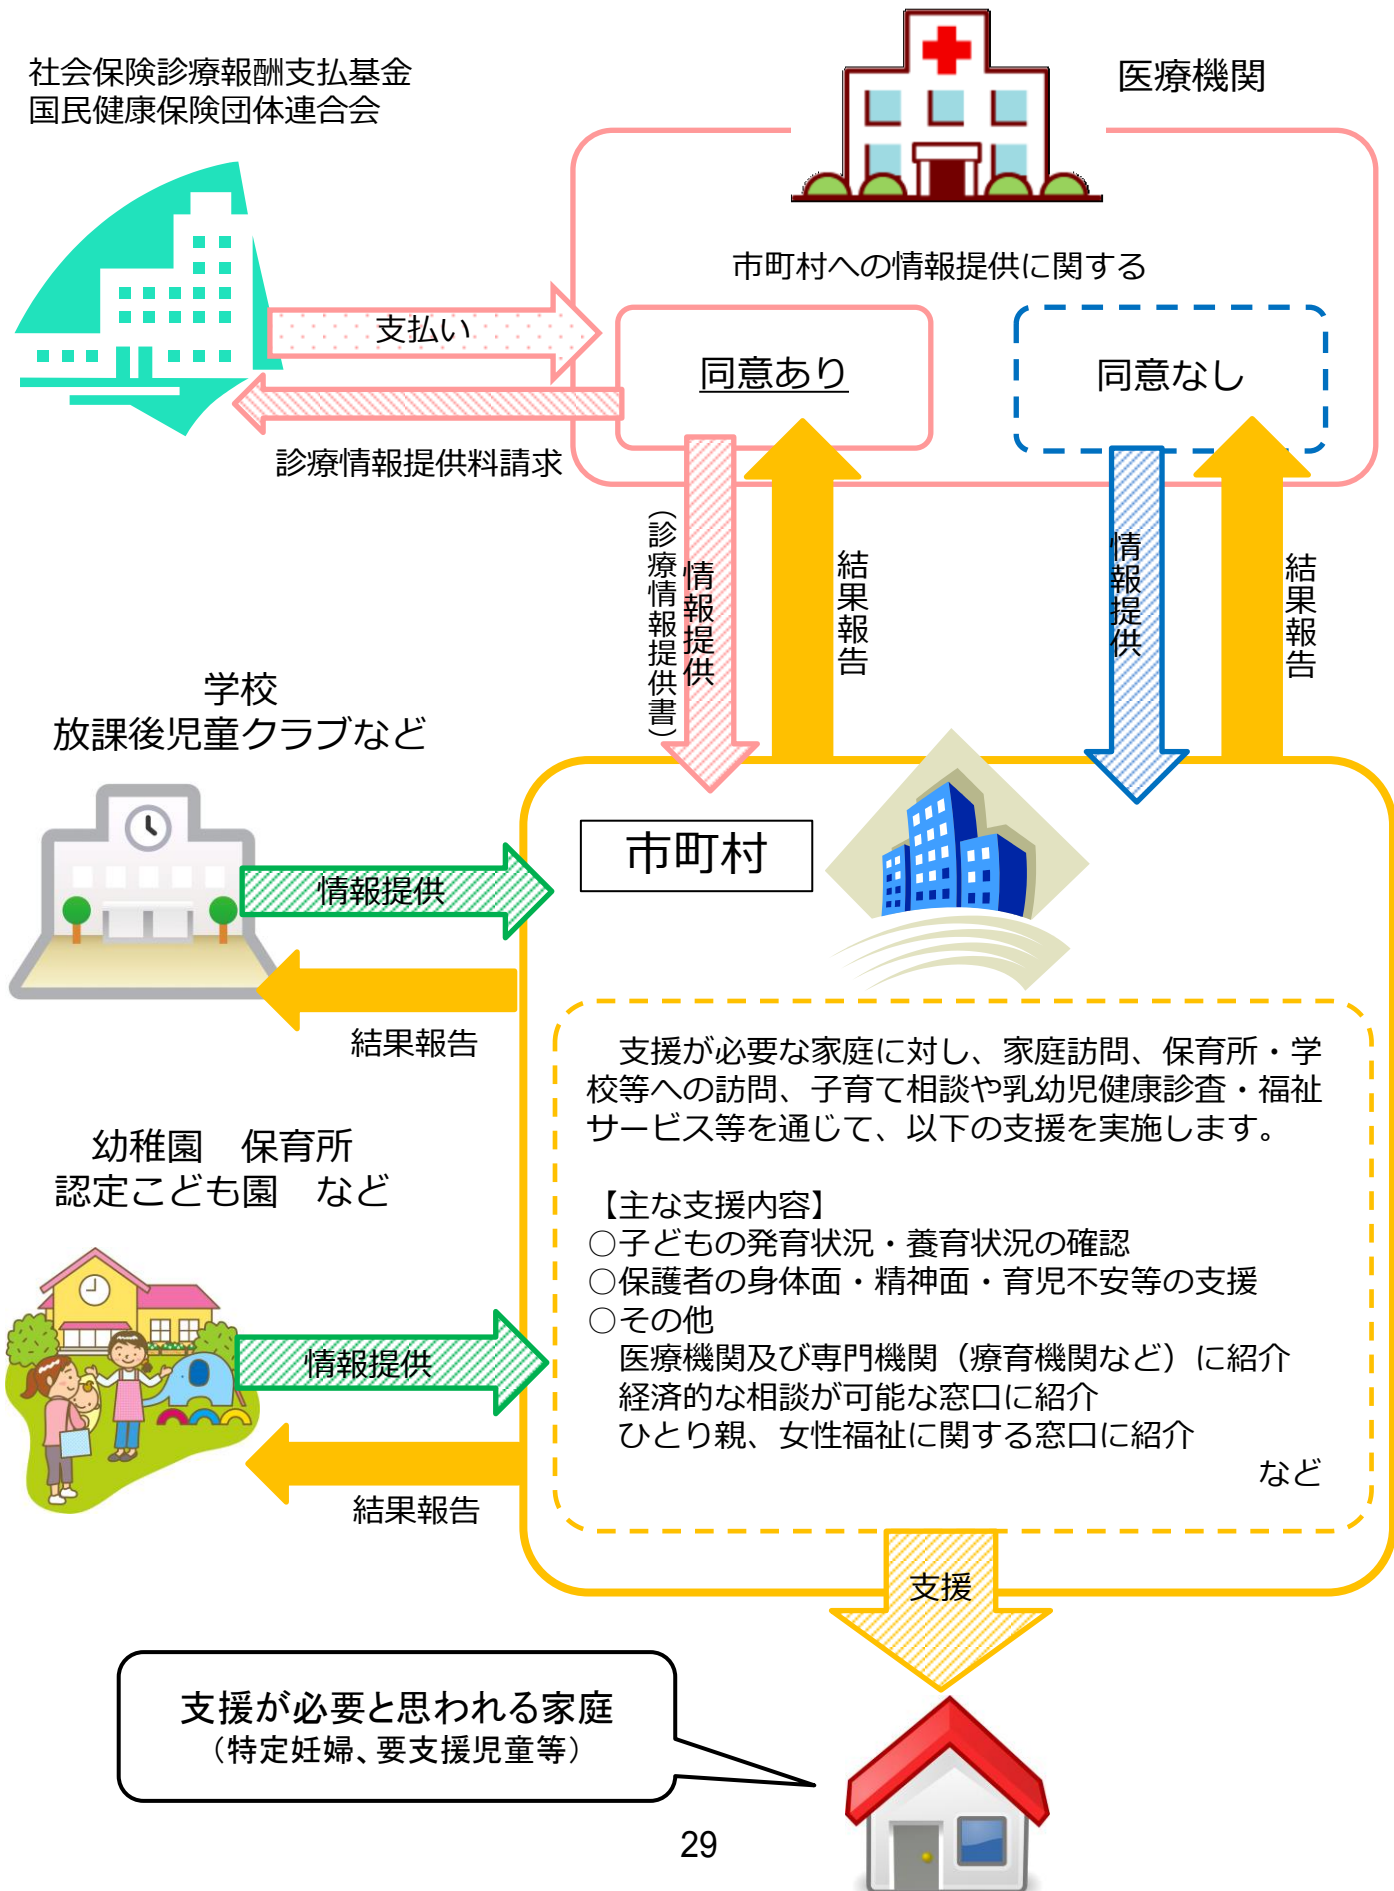 社会保険診療報酬支払基金
国民健康保険団体連合会
医療機関
市町村への情報提供に関する
支払い
同意あり
同意なし
診療情報提供料請求
情報提供
（診療情報提供書）
結果報告
情報提供
結果報告
学校
放課後児童クラブなど
市町村
情報提供
結果報告
幼稚園　保育所
認定こども園　など
情報提供
結果報告
　支援が必要な家庭に対し、家庭訪問、保育所・学
校等への訪問、子育て相談や乳幼児健康診査・福祉
サービス等を通じて、以下の支援を実施します。
【主な支援内容】
○子どもの発育状況・養育状況の確認
○保護者の身体面・精神面・育児不安等の支援
○その他
　医療機関及び専門機関（療育機関など）に紹介
　経済的な相談が可能な窓口に紹介
　ひとり親、女性福祉に関する窓口に紹介
など
支援
支援が必要と思われる家庭
（特定妊婦、要支援児童等）
29